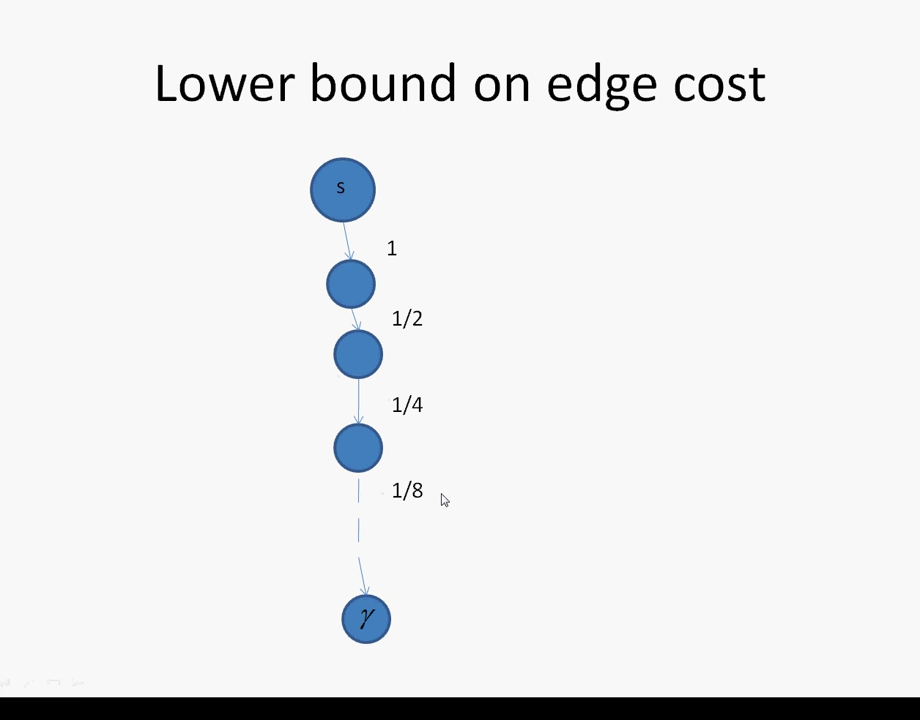 Lower bound on edge cost
s
1
1/2
1/4
1/8
γ